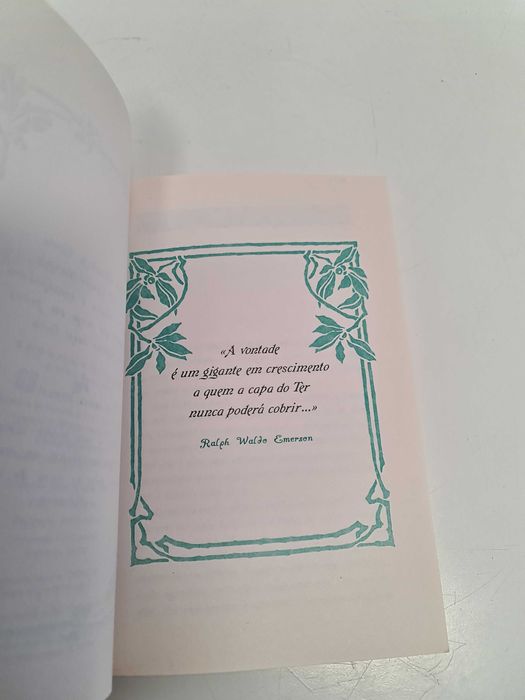 «A vontade
é um gigante em crescimento
a quem a capa do Ter
nunca poderá cobrir...»
Ralph Waldo Emerson